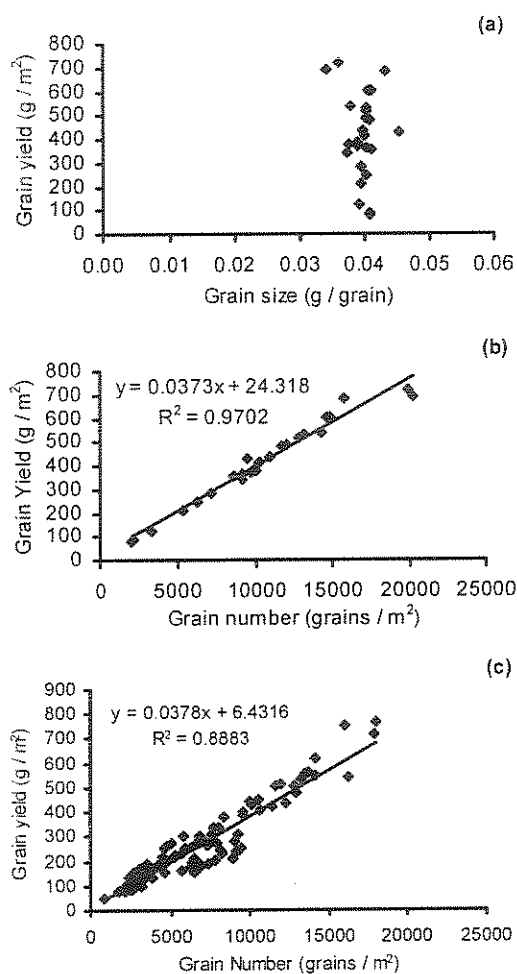 (a)
Grain yield (g / m²)
800
700
600
500
400
300
200
100
0
0.00 0.01 0.02 0.03 0.04 0.05 0.06
Grain size (g / grain)
(b)
Grain Yield (g / m²)
800
700
600
500
400
300
200
100
0
y = 0.0373x + 24.318
R² = 0.9702
0 5000 10000 15000 20000 25000
Grain number (grains / m²)
(c)
Grain yield (g / m²)
900
800
700
600
500
400
300
200
100
0
y = 0.0378x + 6.4316
R² = 0.8883
0 5000 10000 15000 20000 25000
Grain Number (grains / m²)